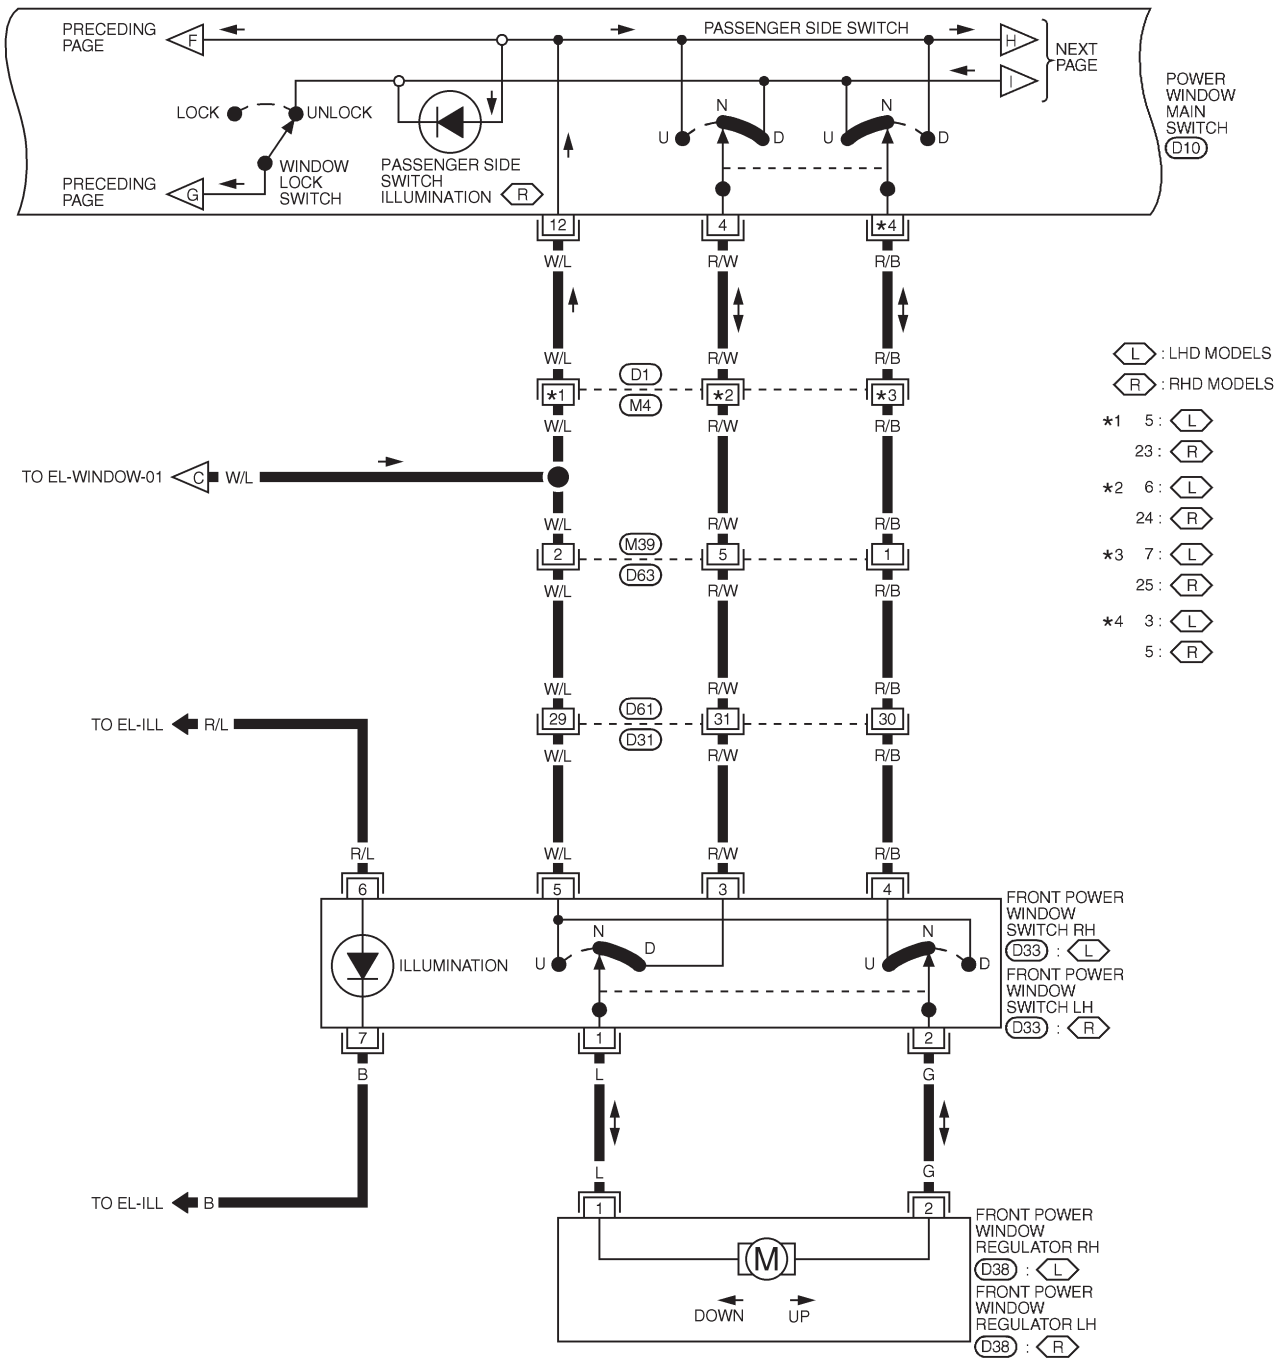 PRECEDING
PAGE
F
PASSENGER SIDE SWITCH
H
NEXT
PAGE
I
POWER
WINDOW
MAIN
SWITCH
D10
LOCK
UNLOCK
N
N
U
D
U
D
WINDOW
LOCK
SWITCH
PASSENGER SIDE
SWITCH
ILLUMINATION
R
PRECEDING
PAGE
G
12
4
*4
W/L
R/W
R/B
W/L
R/W
R/B
D1
*1
*2
*3
M4
W/L
R/W
R/B
L : LHD MODELS
R : RHD MODELS
*1 5 : L
23 : R
*2 6 : L
24 : R
*3 7 : L
25 : R
*4 3 : L
5 : R
TO EL-WINDOW-01
C
W/L
W/L
R/W
R/B
M39
2
5
1
D63
W/L
R/W
R/B
W/L
R/W
R/B
D61
29
31
30
D31
W/L
R/W
R/B
TO EL-ILL
R/L
R/L
W/L
R/W
R/B
6
5
3
4
FRONT POWER
WINDOW
SWITCH RH
D33 : L
FRONT POWER
WINDOW
SWITCH LH
D33 : R
ILLUMINATION
U
N
D
U
N
D
7
1
2
B
L
G
L
G
TO EL-ILL
B
1
2
M
DOWN
UP
FRONT POWER
WINDOW
REGULATOR RH
D38 : L
FRONT POWER
WINDOW
REGULATOR LH
D38 : R